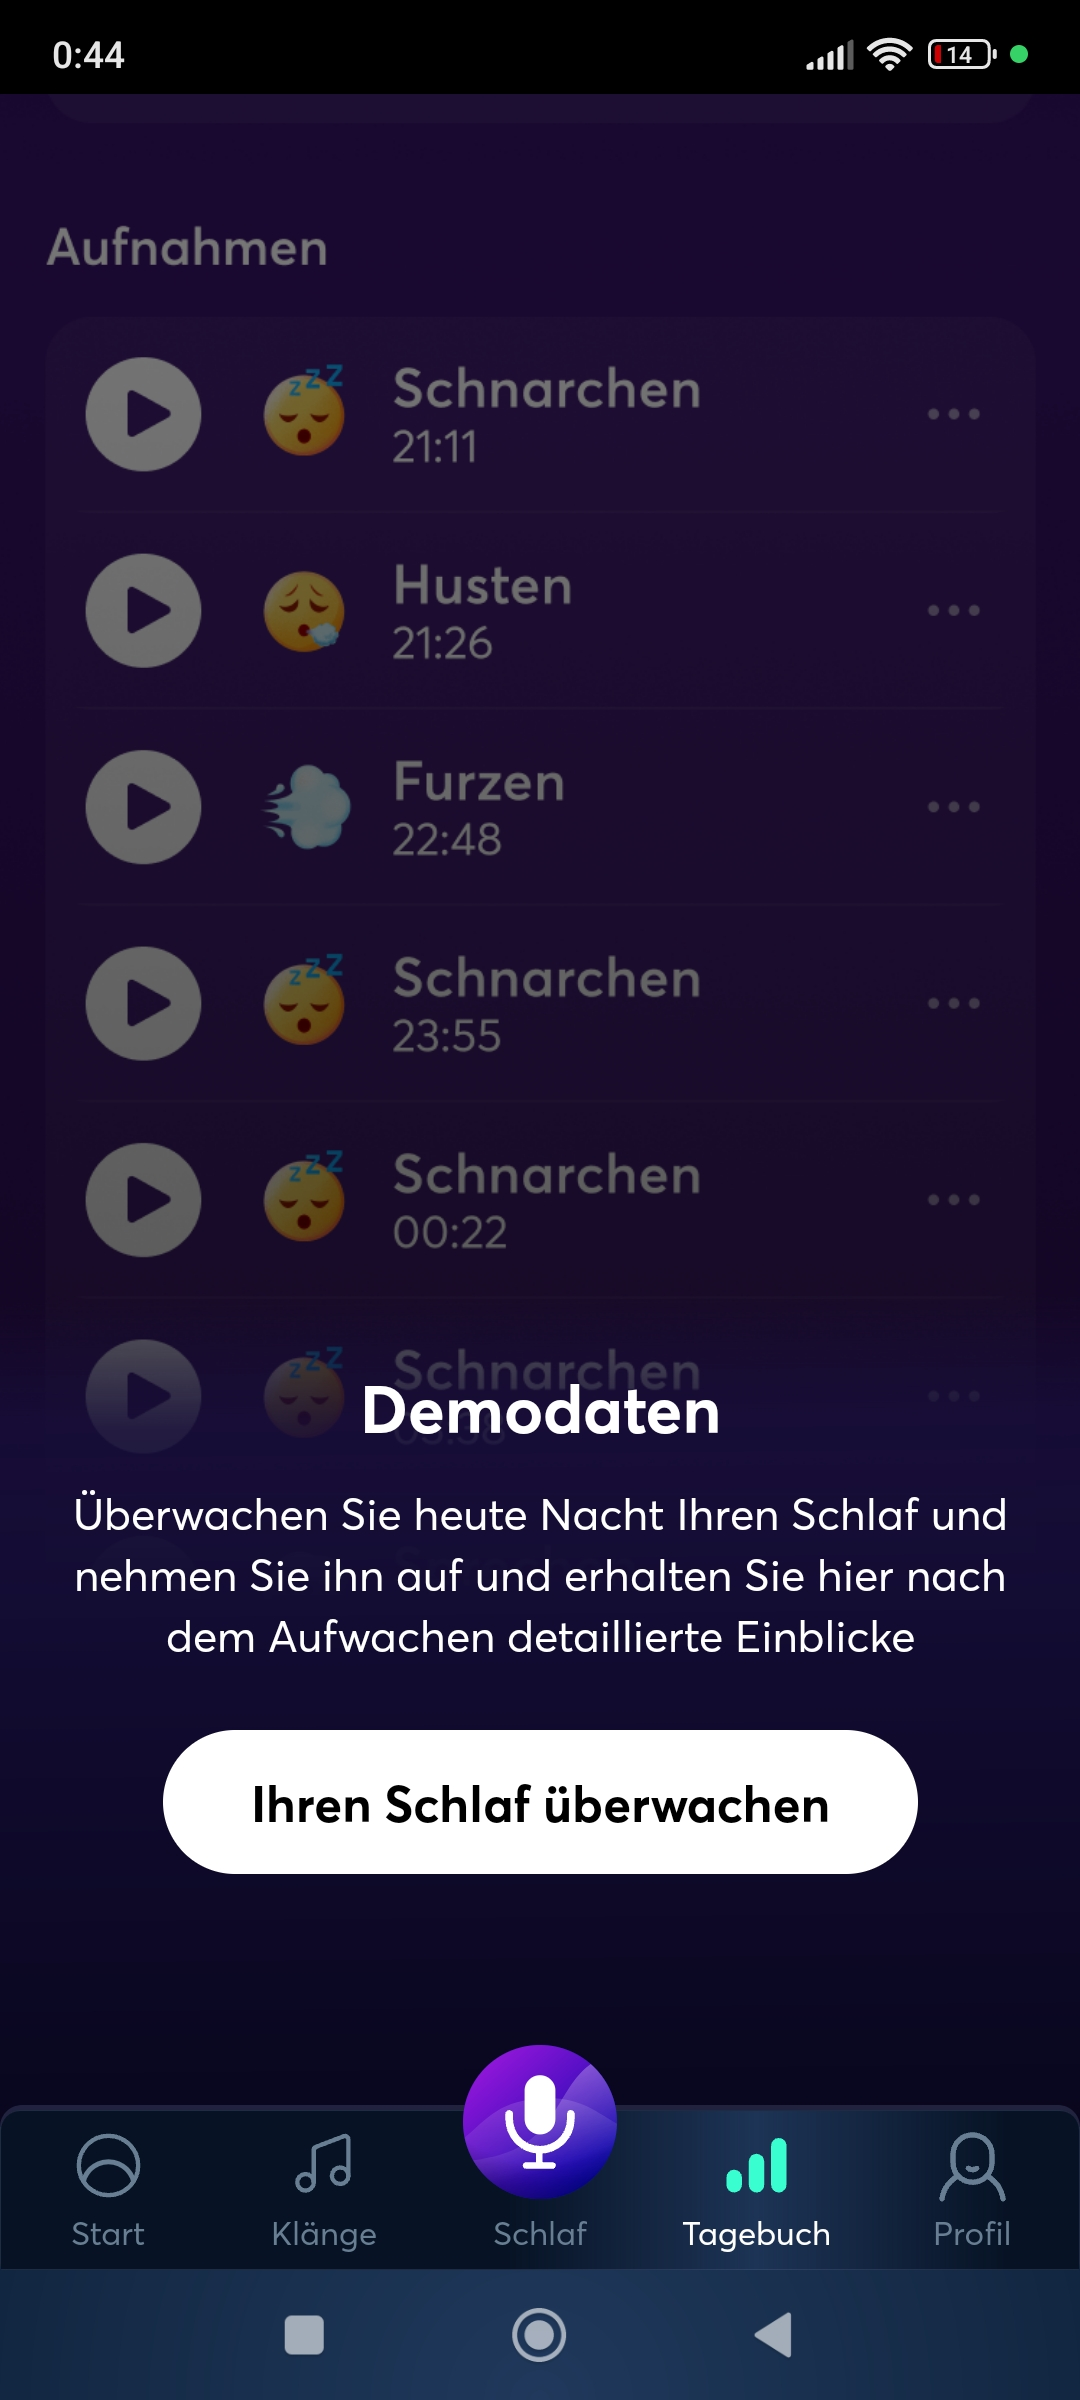 0:44
14
Aufnahmen
Schnarchen
21:11
Husten
21:26
Furzen
22:48
Schnarchen
23:55
Schnarchen
00:22
Schnarchen
Demodaten
Überwachen Sie heute Nacht Ihren Schlaf und
nehmen Sie ihn auf und erhalten Sie hier nach
dem Aufwachen detaillierte Einblicke
Ihren Schlaf überwachen
Start
Klänge
Schlaf
Tagebuch
Profil